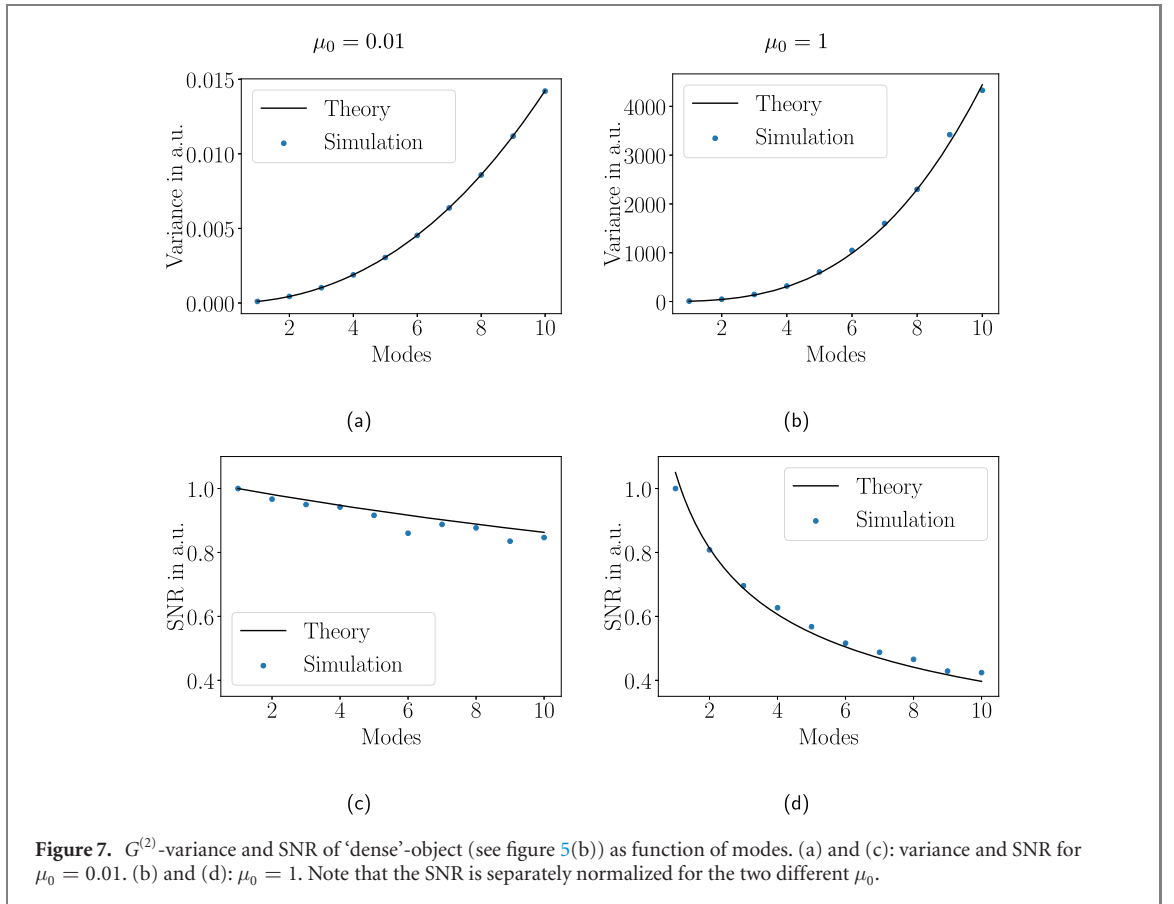 μ₀ = 0.01
μ₀ = 1
Variance in a.u.
0.015
0.010
0.005
0.000
Theory
Simulation
2 4 6 8 10
Modes
(a)
Variance in a.u.
4000
3000
2000
1000
0
Theory
Simulation
2 4 6 8 10
Modes
(b)
SNR in a.u.
1.0
0.8
0.6
0.4
Theory
Simulation
2 4 6 8 10
Modes
(c)
SNR in a.u.
1.0
0.8
0.6
0.4
Theory
Simulation
2 4 6 8 10
Modes
(d)
Figure 7. G⁽²⁾-variance and SNR of ‘dense’-object (see figure 5(b)) as function of modes. (a) and (c): variance and SNR for
μ₀ = 0.01. (b) and (d): μ₀ = 1. Note that the SNR is separately normalized for the two different μ₀.